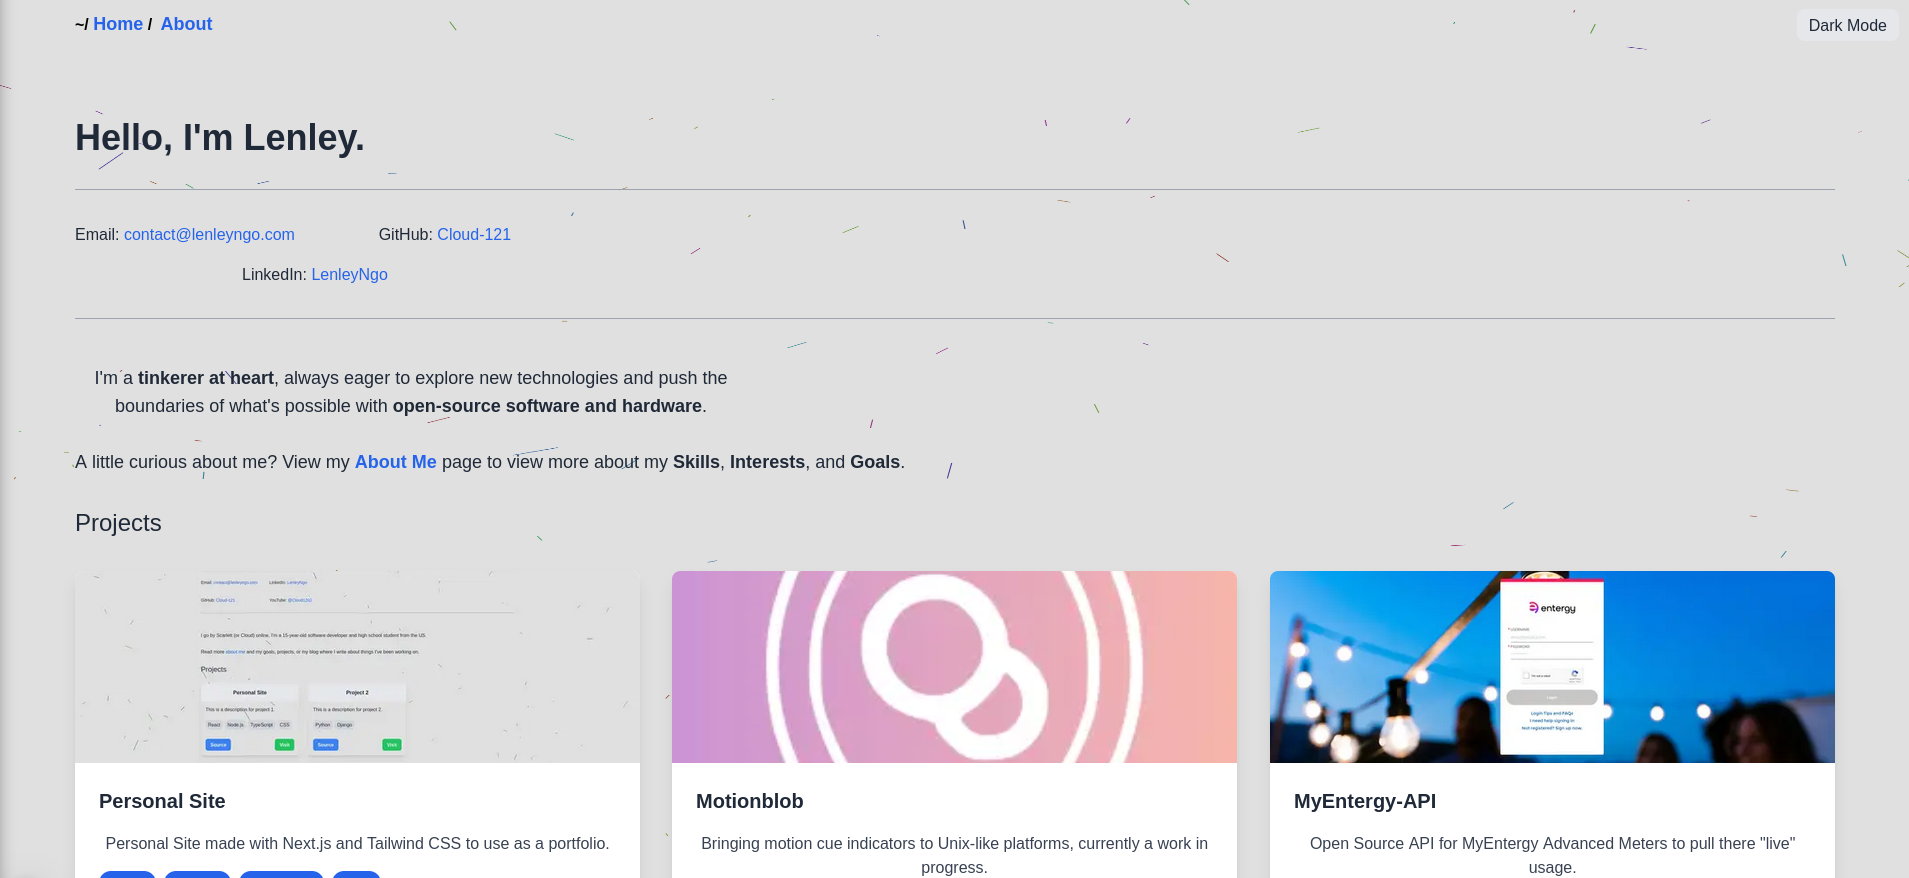 ~/ Home / About
Dark Mode
Hello, I'm Lenley.
Email: contact@lenleyngo.com GitHub: Cloud-121
LinkedIn: LenleyNgo
I'm a tinkerer at heart, always eager to explore new technologies and push the
boundaries of what's possible with open-source software and hardware.
A little curious about me? View my About Me page to view more about my Skills, Interests, and Goals.
Projects
Email: contact@lenleyngo.com LinkedIn: LenleyNgo
GitHub: Cloud-121
I go by Scarlett (or Cloud) online, I'm a 15-year-old software developer and high school student from the US.
Read more about me and my goals, projects, or my blog where I write about things I've been working on.
Projects
Personal Site Project 2
This is a description for project 1. This is a description for project 2.
React Node.js TypeScript CSS Python Django
Source Visit Source Visit
entergy
USERNAME
PASSWORD
I'm not a robot
Login Tips and FAQs
I need help signing in
Not registered? Sign up now.
Personal Site
Personal Site made with Next.js and Tailwind CSS to use as a portfolio.
Motionblob
Bringing motion cue indicators to Unix-like platforms, currently a work in
progress.
MyEntergy-API
Open Source API for MyEntergy Advanced Meters to pull there "live"
usage.